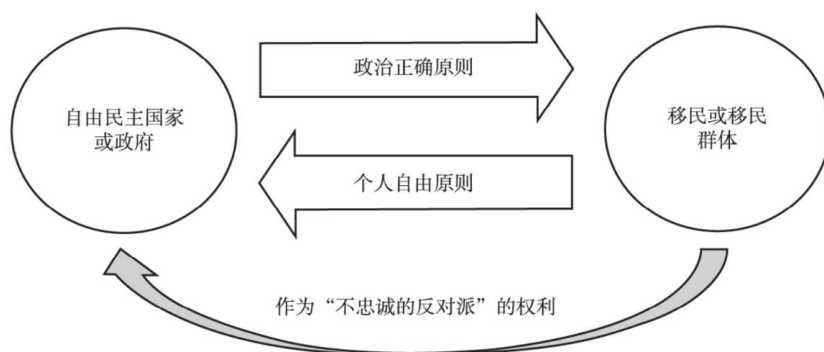 自由民主国家
或政府
政治正确原则
个人自由原则
移民或移民
群体
作为“不忠诚的反对派”的权利